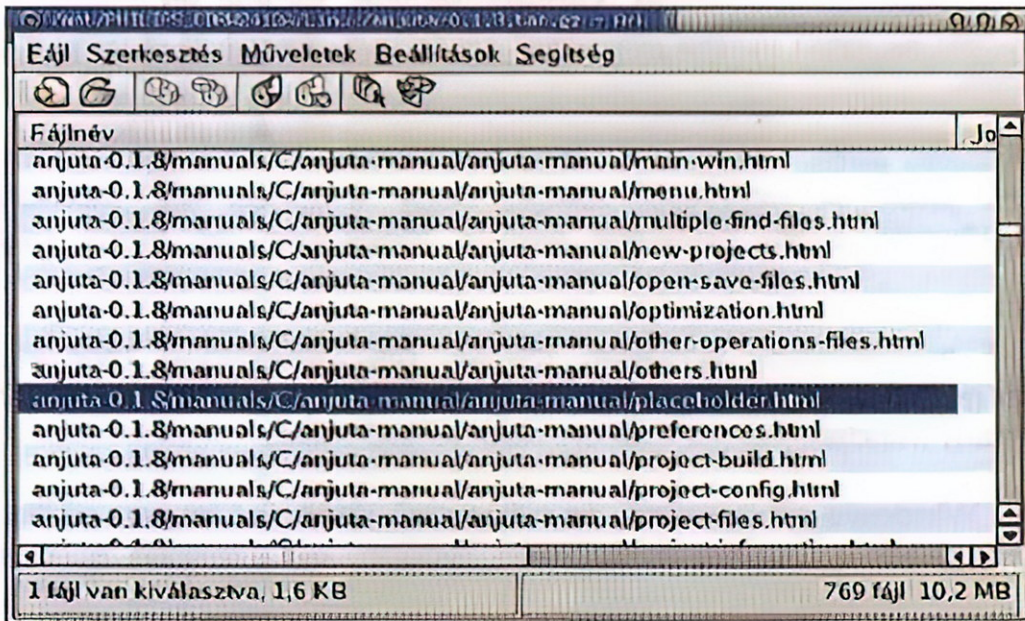 Fájl Szerkesztés Műveletek Beállítások Segítség
Fájlnév Jo
anjuta-0.1.8/manuals/C/anjuta-manual/anjuta-manual/main-win.html
anjuta-0.1.8/manuals/C/anjuta-manual/anjuta-manual/menu.html
anjuta-0.1.8/manuals/C/anjuta-manual/anjuta-manual/multiple-find-files.html
anjuta-0.1.8/manuals/C/anjuta-manual/anjuta-manual/new-projects.html
anjuta-0.1.8/manuals/C/anjuta-manual/anjuta-manual/open-save-files.html
anjuta-0.1.8/manuals/C/anjuta-manual/anjuta-manual/optimization.html
anjuta-0.1.8/manuals/C/anjuta-manual/anjuta-manual/other-operations-files.html
anjuta-0.1.8/manuals/C/anjuta-manual/anjuta-manual/others.html
anjuta-0.1.8/manuals/C/anjuta-manual/anjuta-manual/placeholder.html
anjuta-0.1.8/manuals/C/anjuta-manual/anjuta-manual/preferences.html
anjuta-0.1.8/manuals/C/anjuta-manual/anjuta-manual/project-build.html
anjuta-0.1.8/manuals/C/anjuta-manual/anjuta-manual/project-config.html
anjuta-0.1.8/manuals/C/anjuta-manual/anjuta-manual/project-files.html
1 fájl van kiválasztva, 1,6 KB 769 fájl 10,2 MB